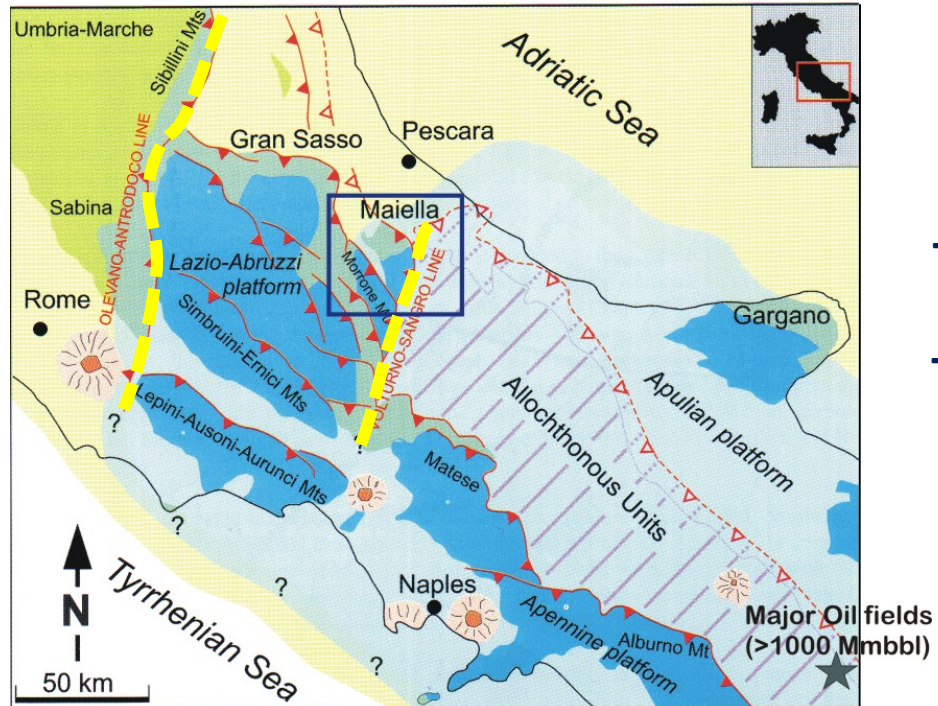 Umbria-Marche
Sibillini Mts
Adriatic Sea
Gran Sasso
Pescara
OLEVANO-ANTRODOCO LINE
Sabina
Maiella
Lazio-Abruzzi
platform
Morrone Mt
Rome
Simbruini-Ernici Mts
VOLTURNO-SANGRO LINE
Gargano
Apulian platform
Allochthonous Units
?
Lepini-Ausoni-Aurunci Mts
?
Matese
?
?
N
Tyrrhenian Sea
Naples
?
Apennine platform
Alburno Mt
Major Oil fields
(>1000 Mmbbl)
?
50 km